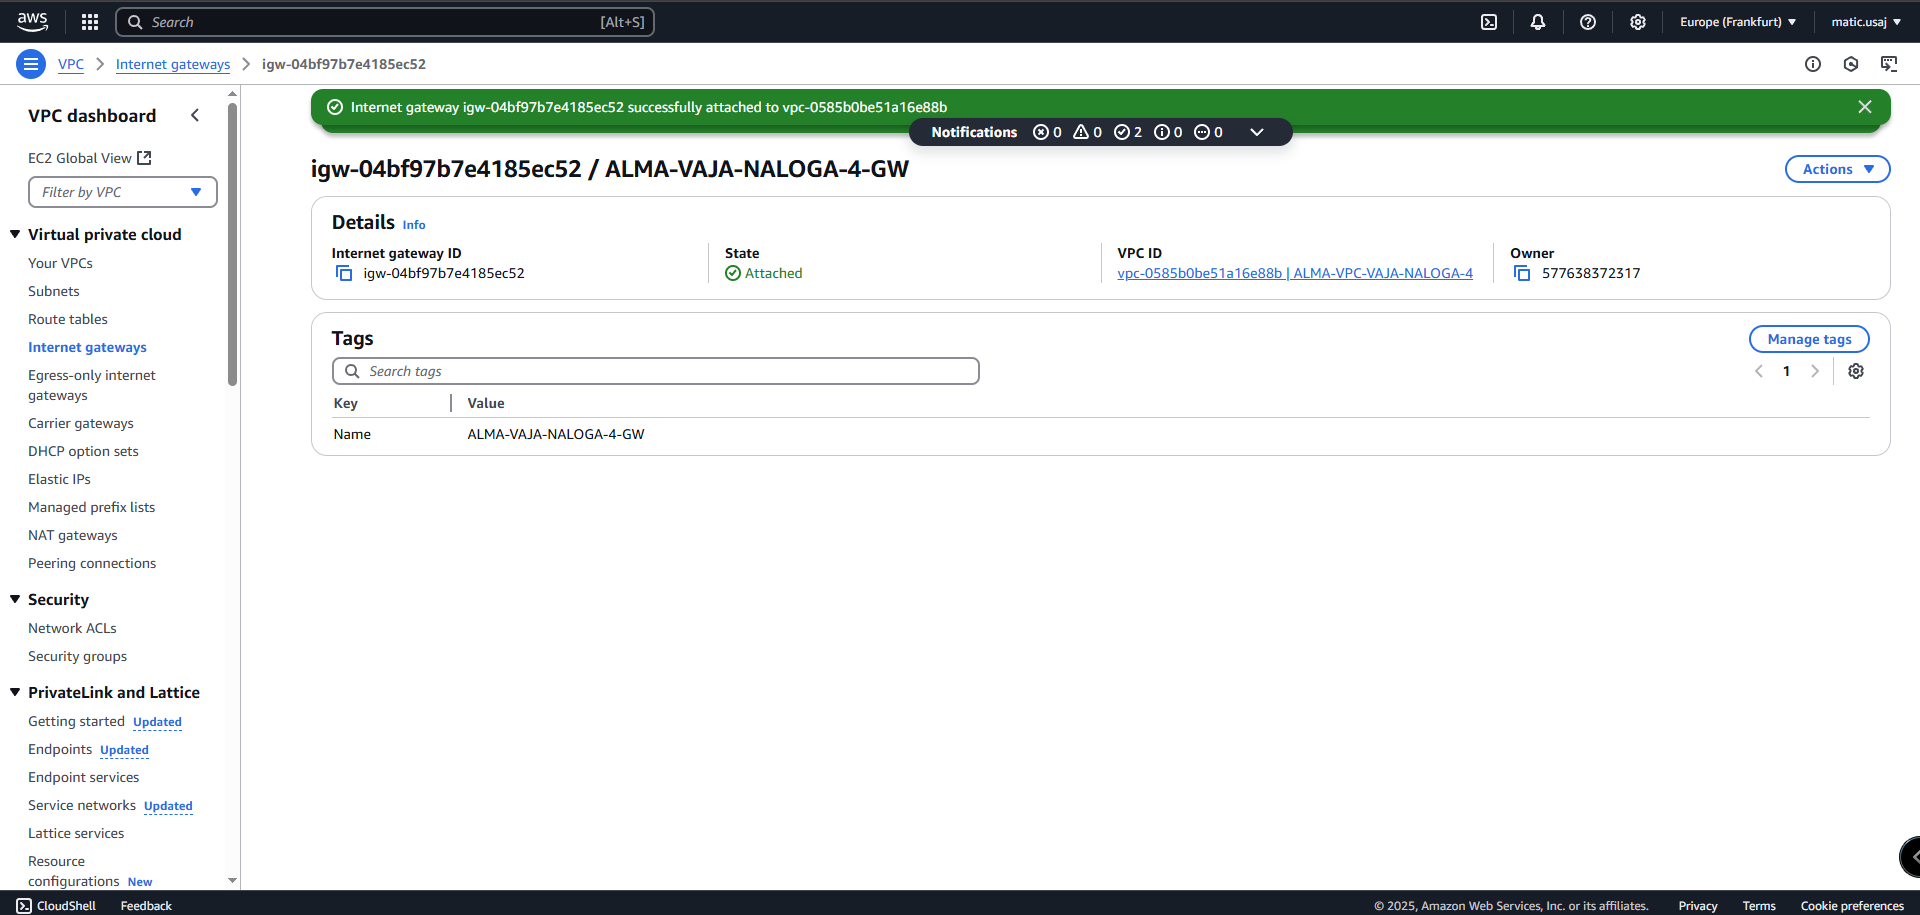 aws
Search [Alt+S]
Europe (Frankfurt)
matic.usaj
VPC
Internet gateways
igw-04bf97b7e4185ec52
VPC dashboard
EC2 Global View
Filter by VPC
Virtual private cloud
Your VPCs
Subnets
Route tables
Internet gateways
Egress-only internet
gateways
Carrier gateways
DHCP option sets
Elastic IPs
Managed prefix lists
NAT gateways
Peering connections
Security
Network ACLs
Security groups
PrivateLink and Lattice
Getting started Updated
Endpoints Updated
Endpoint services
Service networks Updated
Lattice services
Resource
configurations New
Internet gateway igw-04bf97b7e4185ec52 successfully attached to vpc-0585b0be51a16e88b
Notifications 0 0 2 0 0
igw-04bf97b7e4185ec52 / ALMA-VAJA-NALOGA-4-GW
Actions
Details Info
Internet gateway ID
igw-04bf97b7e4185ec52
State
Attached
VPC ID
vpc-0585b0be51a16e88b | ALMA-VPC-VAJA-NALOGA-4
Owner
577638372317
Tags
Manage tags
Search tags
1
Key Value
Name ALMA-VAJA-NALOGA-4-GW
CloudShell Feedback
© 2025, Amazon Web Services, Inc. or its affiliates. Privacy Terms Cookie preferences